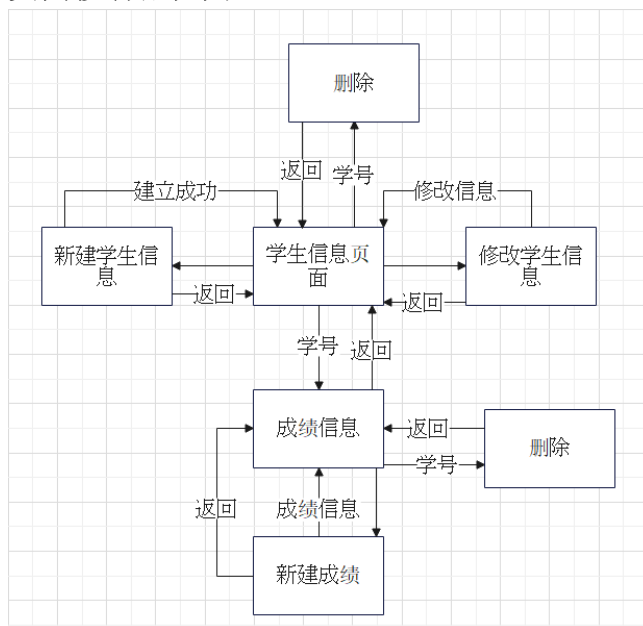 删除
返回
学号
建立成功
修改信息
新建学生信
息
学生信息页
面
修改学生信
息
返回
返回
学号
返回
成绩信息
返回
删除
学号
返回
成绩信息
新建成绩